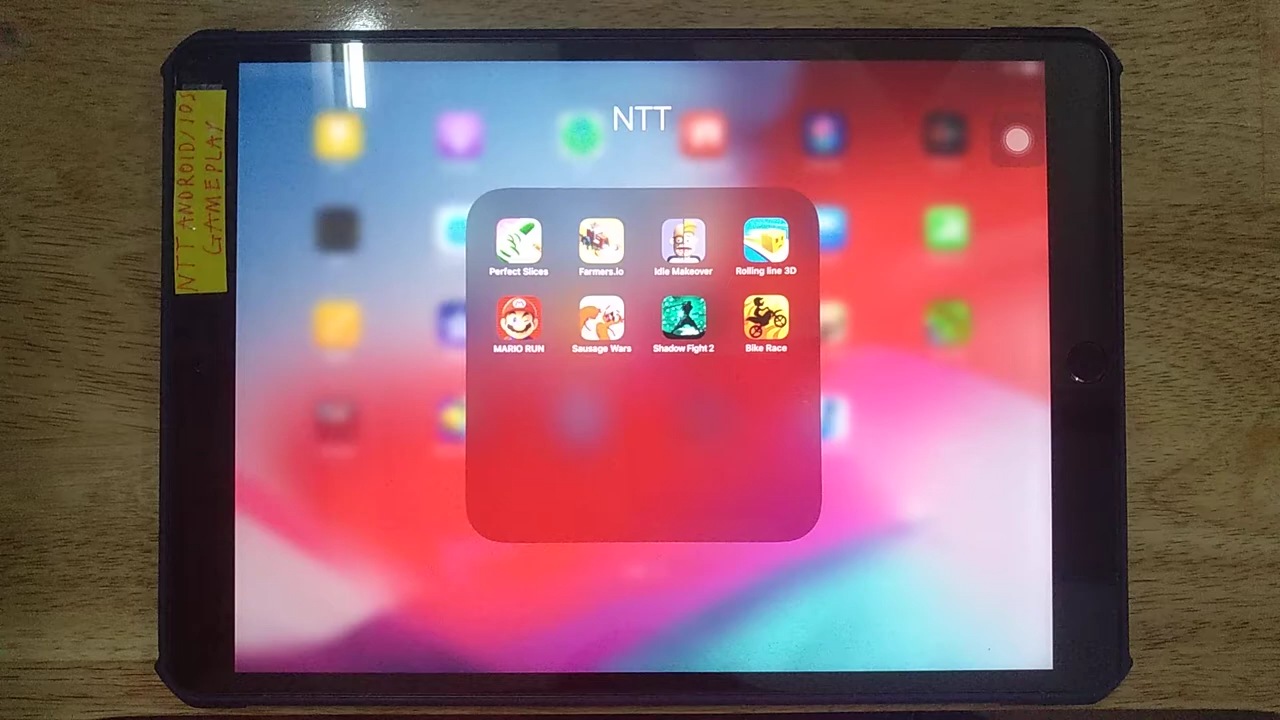 NTT ANDROID/IOS
GAMEPLAY
NTT
Perfect Slices
Farmers.io
Idle Makeover
Rolling line 3D
MARIO RUN
Sausage Wars
Shadow Fight 2
Bike Race